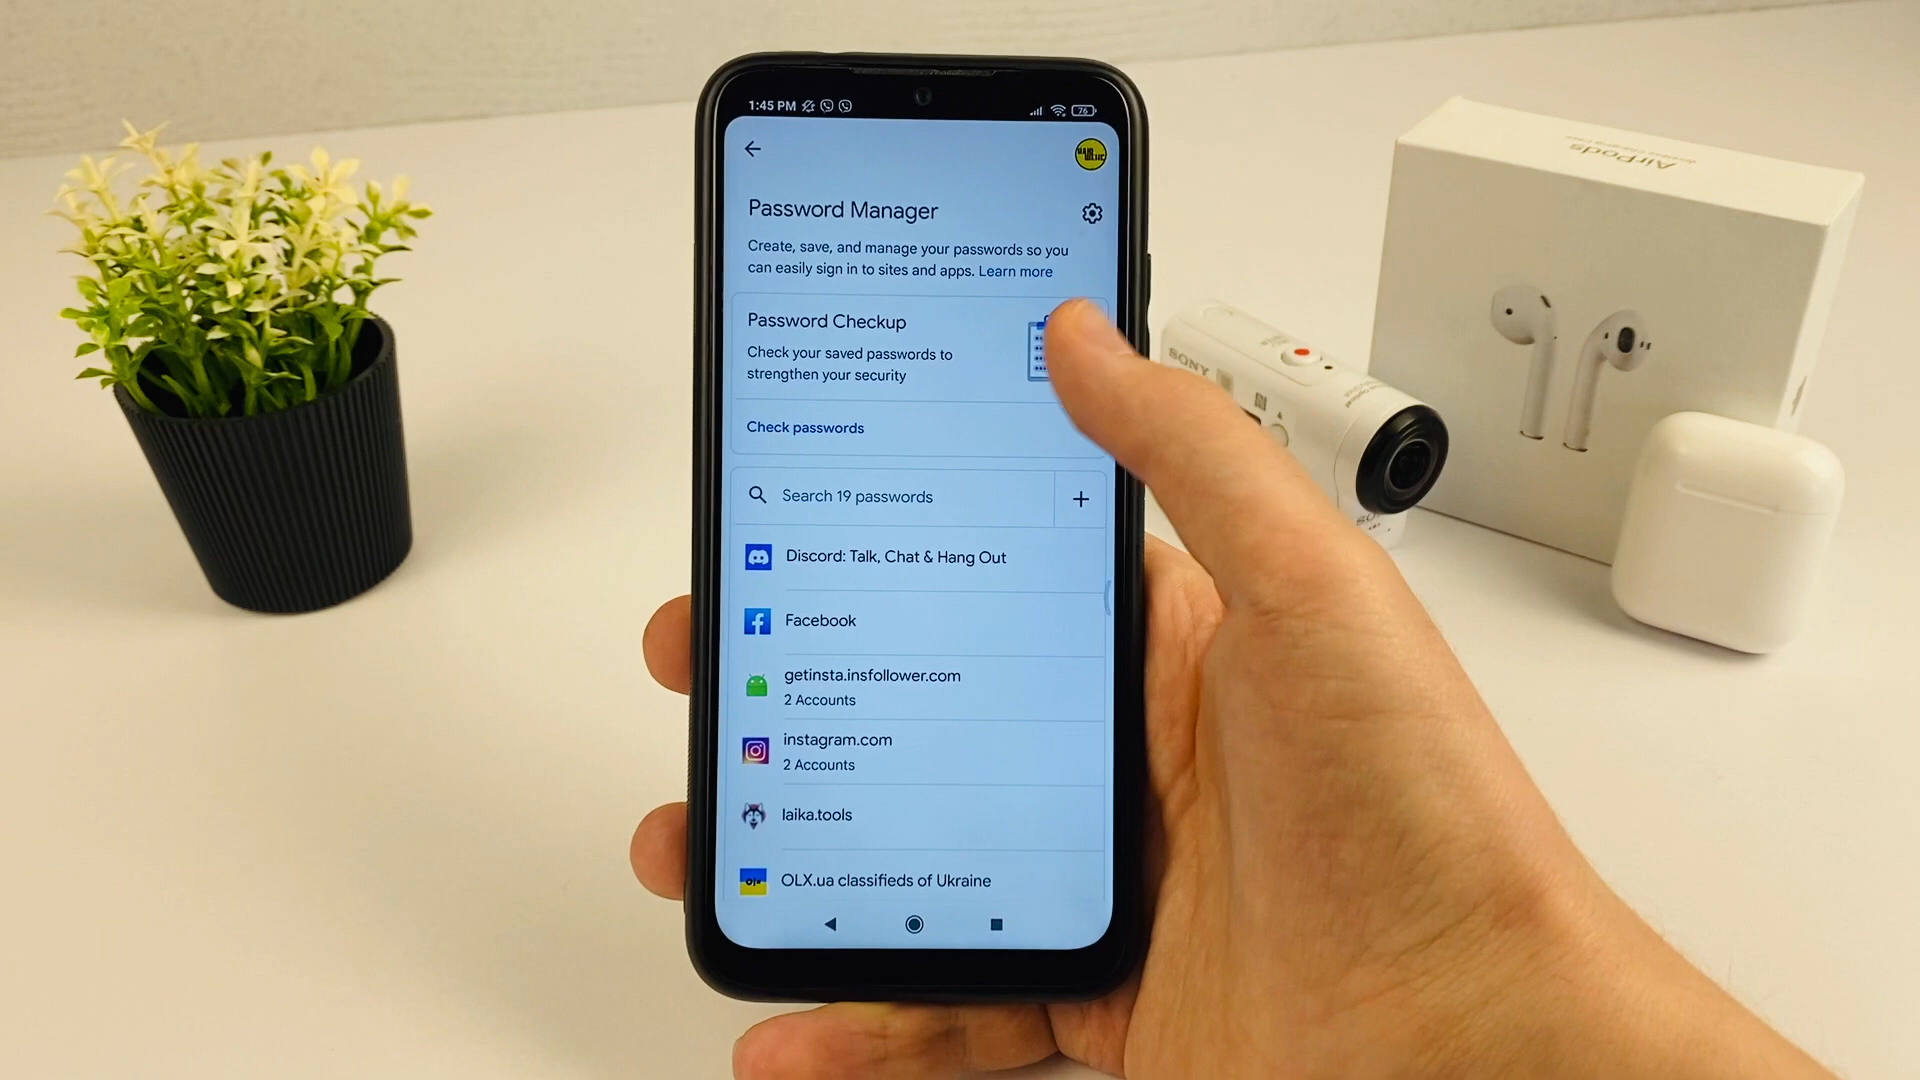 1:45 PM
76
Password Manager
Create, save, and manage your passwords so you
can easily sign in to sites and apps. Learn more
Password Checkup
Check your saved passwords to
strengthen your security
Check passwords
Search 19 passwords
Discord: Talk, Chat & Hang Out
Facebook
getinsta.insfollower.com
2 Accounts
instagram.com
2 Accounts
laika.tools
olx
OLX.ua classifieds of Ukraine
SONY
AirPods